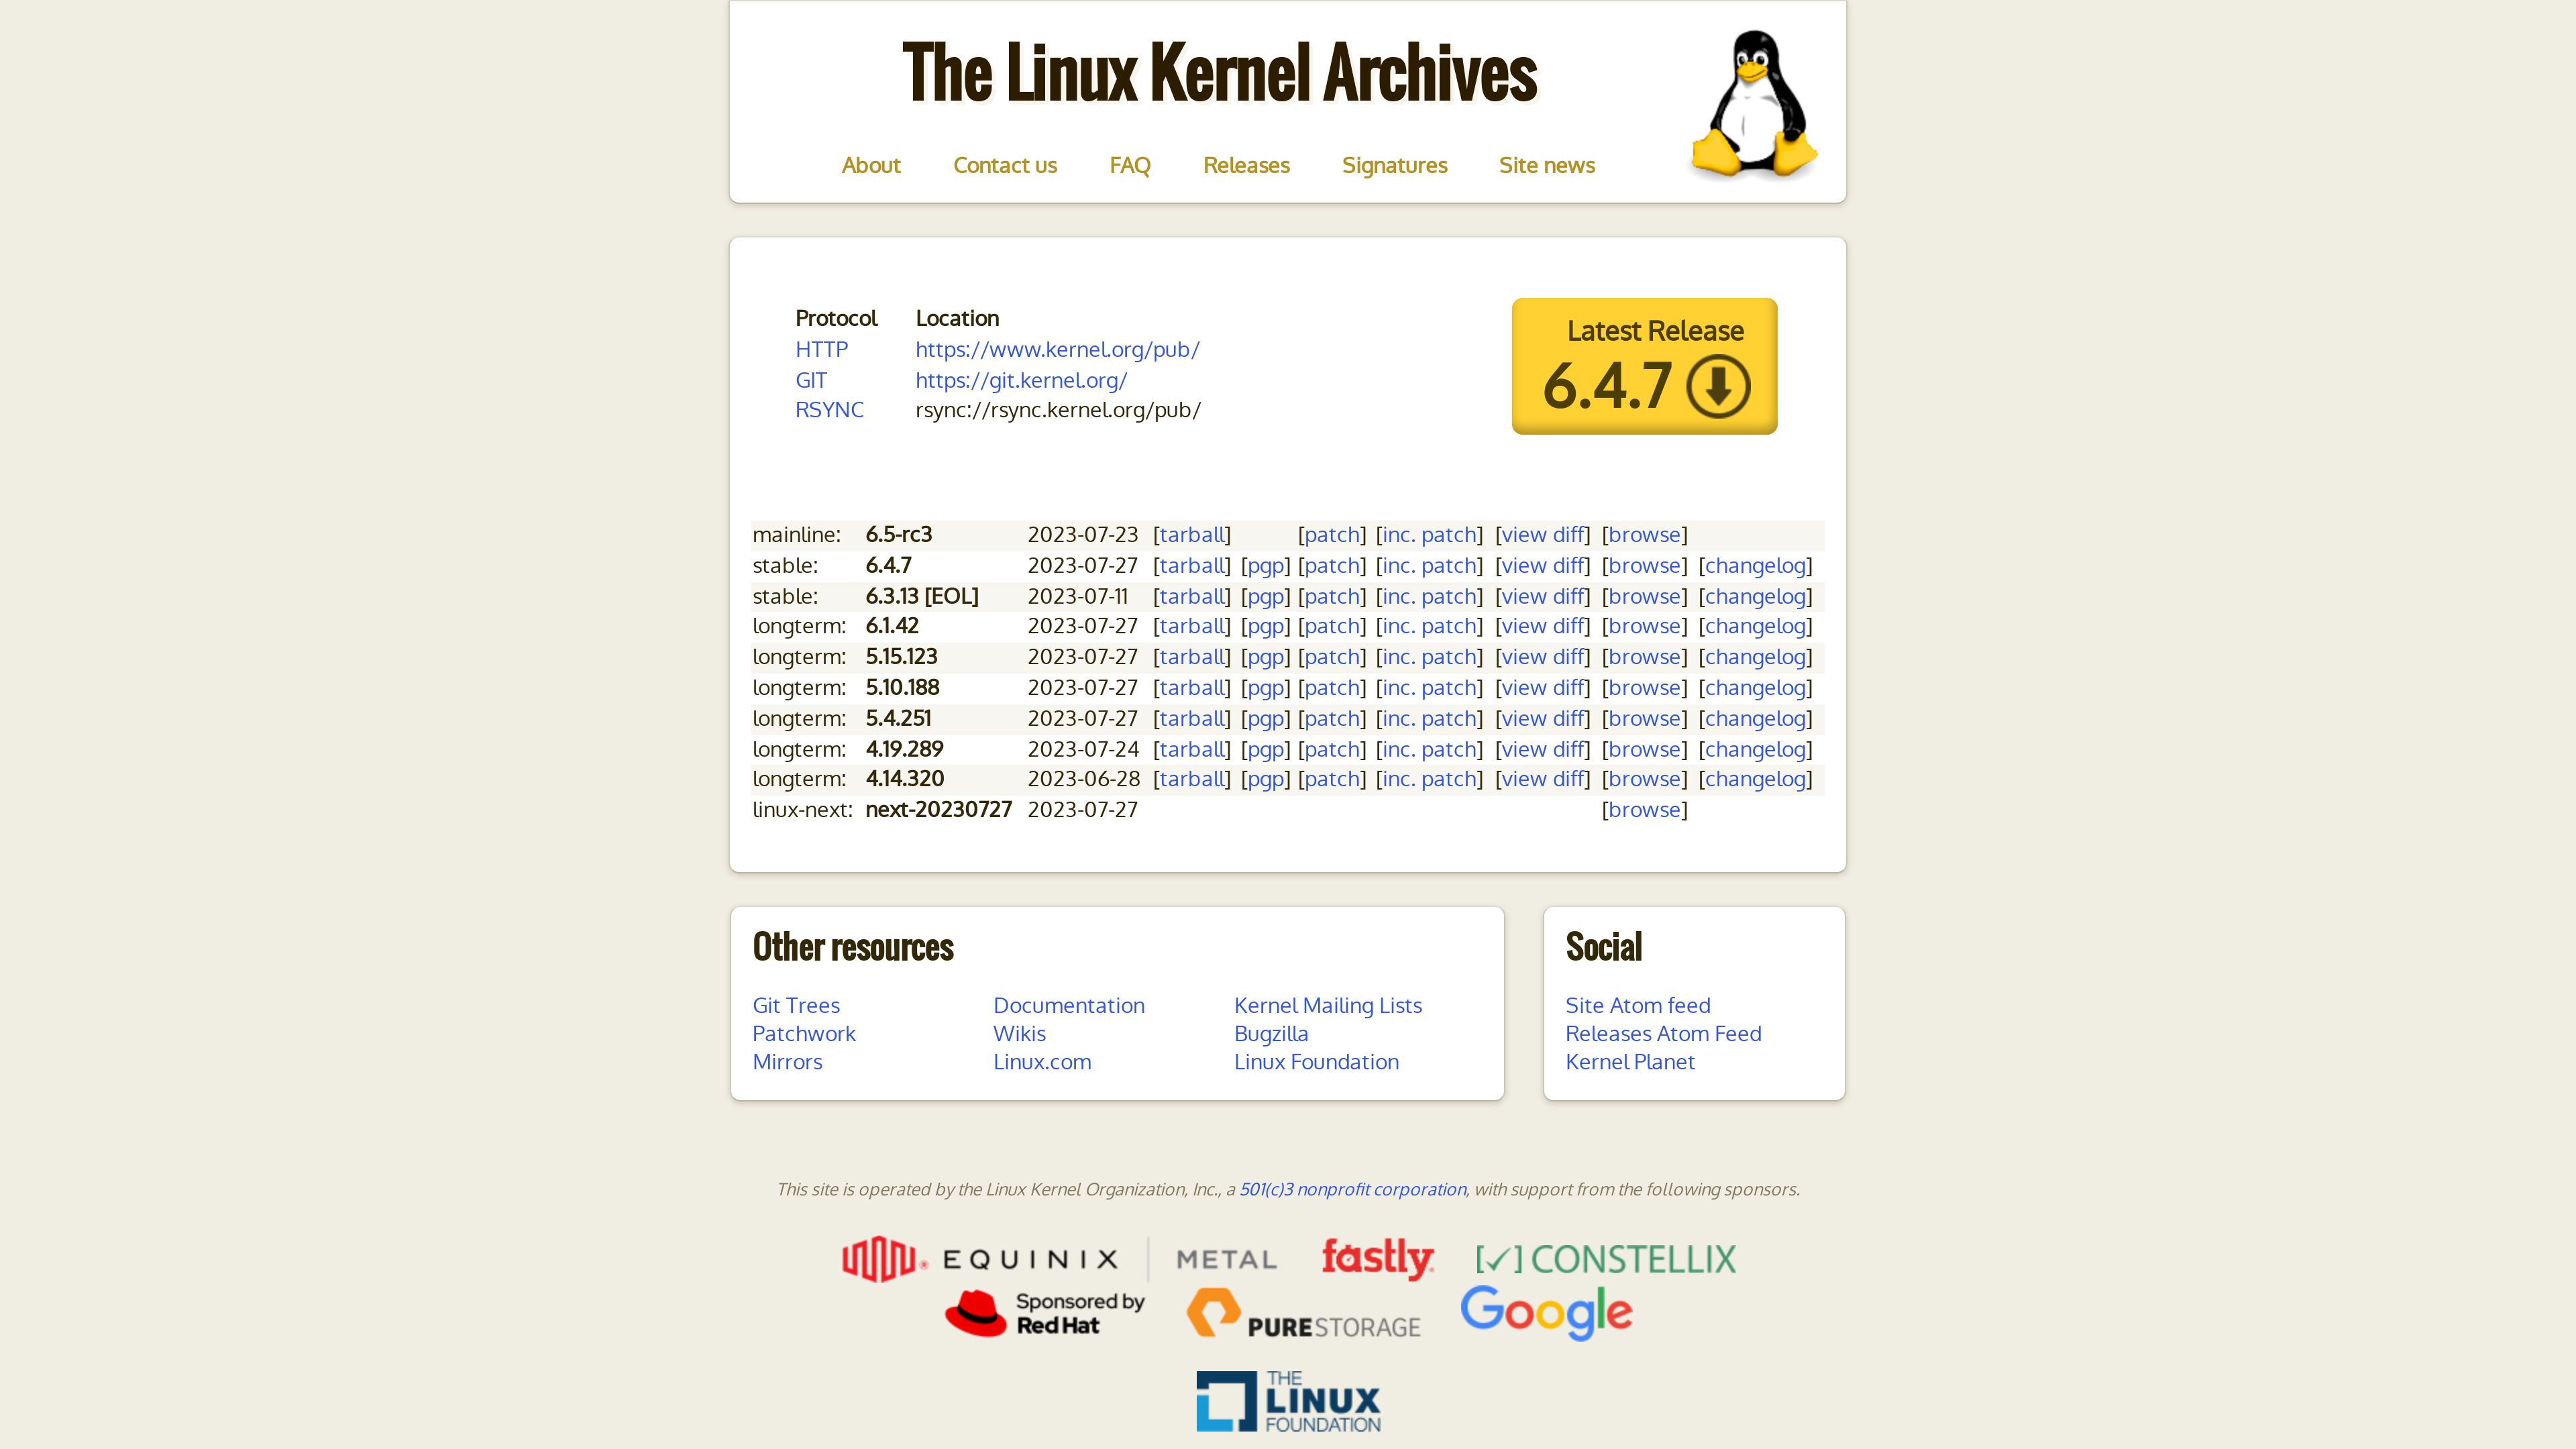 The Linux Kernel Archives
About Contact us FAQ Releases Signatures Site news
Protocol Location
HTTP https://www.kernel.org/pub/
GIT https://git.kernel.org/
RSYNC rsync://rsync.kernel.org/pub/
Latest Release
6.4.7
mainline: 6.5-rc3 2023-07-23 [tarball] [patch] [inc. patch] [view diff] [browse]
stable: 6.4.7 2023-07-27 [tarball] [pgp] [patch] [inc. patch] [view diff] [browse] [changelog]
stable: 6.3.13 [EOL] 2023-07-11 [tarball] [pgp] [patch] [inc. patch] [view diff] [browse] [changelog]
longterm: 6.1.42 2023-07-27 [tarball] [pgp] [patch] [inc. patch] [view diff] [browse] [changelog]
longterm: 5.15.123 2023-07-27 [tarball] [pgp] [patch] [inc. patch] [view diff] [browse] [changelog]
longterm: 5.10.188 2023-07-27 [tarball] [pgp] [patch] [inc. patch] [view diff] [browse] [changelog]
longterm: 5.4.251 2023-07-27 [tarball] [pgp] [patch] [inc. patch] [view diff] [browse] [changelog]
longterm: 4.19.289 2023-07-24 [tarball] [pgp] [patch] [inc. patch] [view diff] [browse] [changelog]
longterm: 4.14.320 2023-06-28 [tarball] [pgp] [patch] [inc. patch] [view diff] [browse] [changelog]
linux-next: next-20230727 2023-07-27 [browse]
Other resources
Git Trees Documentation Kernel Mailing Lists
Patchwork Wikis Bugzilla
Mirrors Linux.com Linux Foundation
Social
Site Atom feed
Releases Atom Feed
Kernel Planet
This site is operated by the Linux Kernel Organization, Inc., a 501(c)3 nonprofit corporation, with support from the following sponsors.
EQUINIX METAL fastly [✓] CONSTELLIX
Sponsored by
Red Hat
PURESTORAGE
Google
THE
LINUX
FOUNDATION